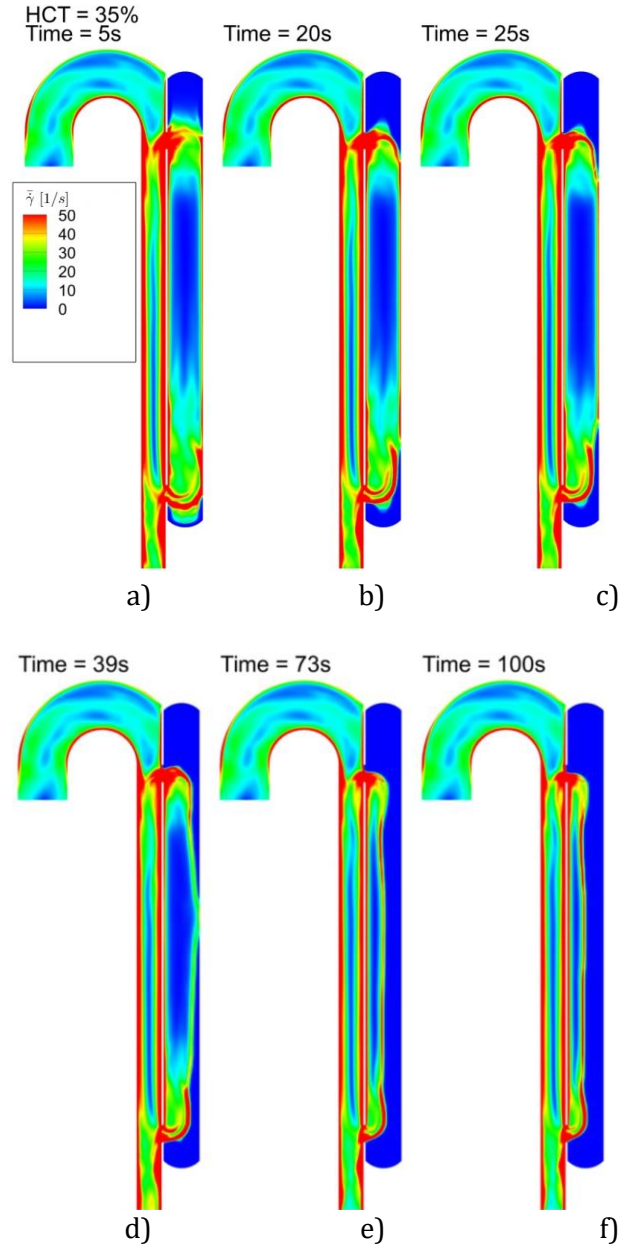 HCT = 35%
Time = 5s
Time = 20s
Time = 25s
γ̄̇ [1/s]
50
40
30
20
10
0
a)
b)
c)
Time = 39s
Time = 73s
Time = 100s
d)
e)
f)